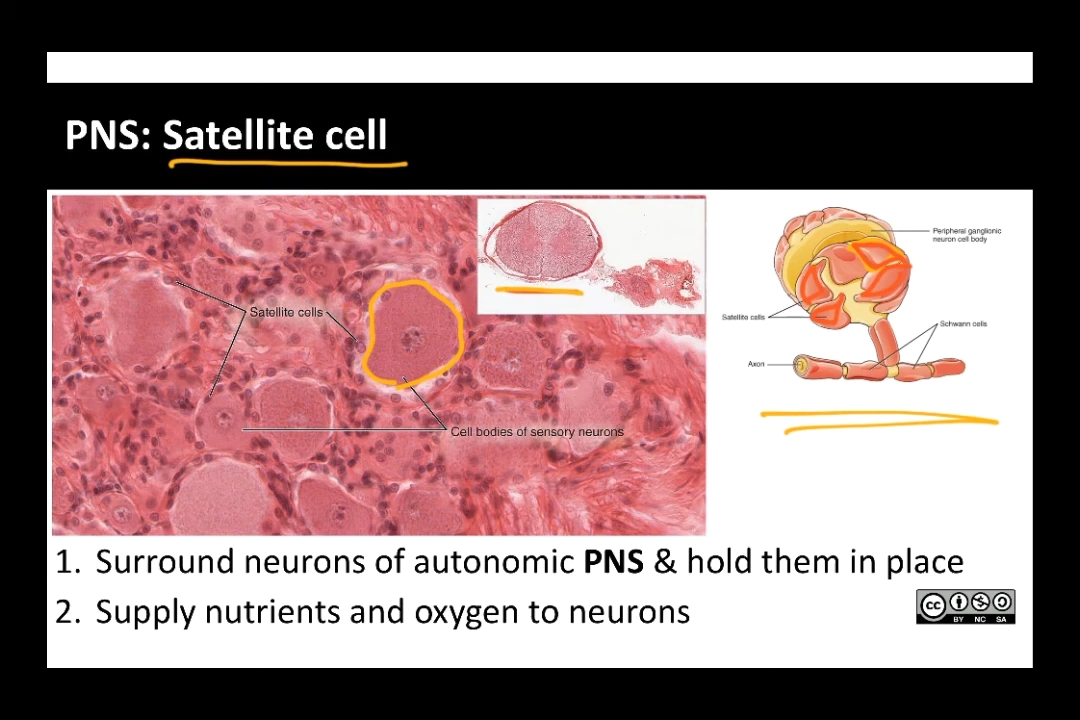 PNS: Satellite cell
Satellite cells
Cell bodies of sensory neurons
Peripheral ganglionic
neuron cell body
Satellite cells
Schwann cells
Axon
1. Surround neurons of autonomic PNS & hold them in place
2. Supply nutrients and oxygen to neurons
cc
BY NC SA